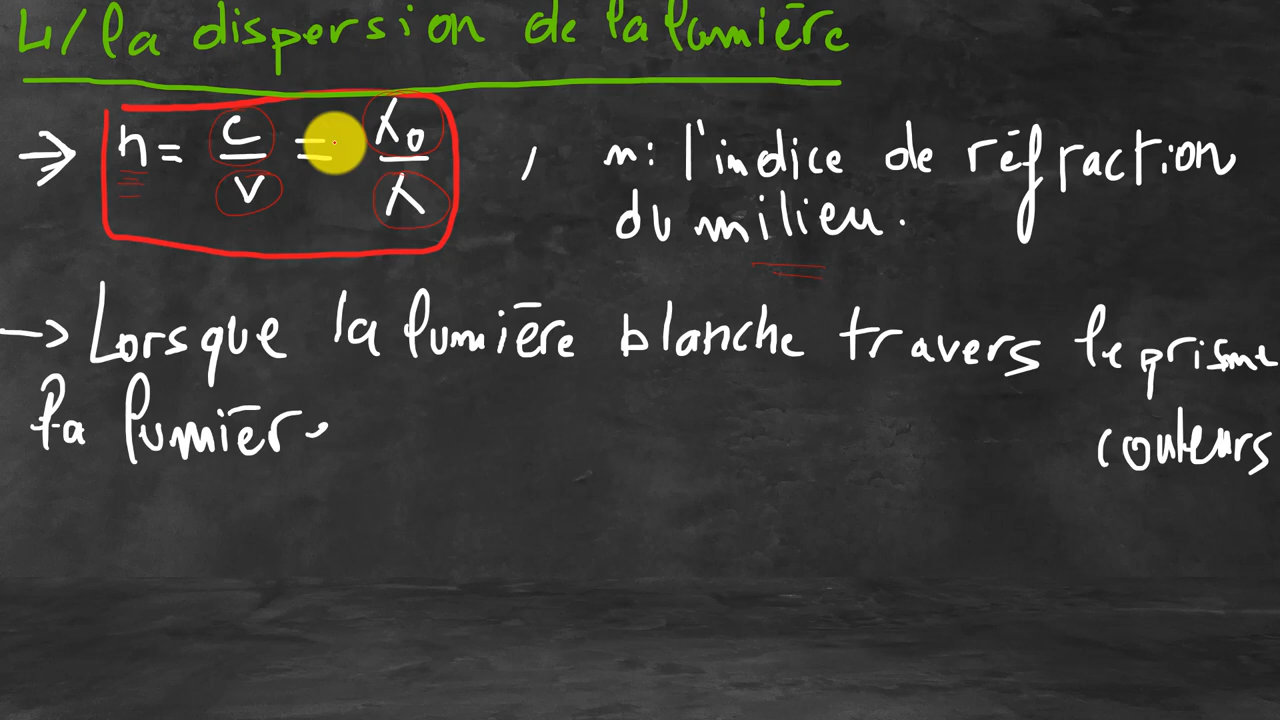 4/ la dispersion de la lumière
→ n = c/v = λ₀/λ , n: l'indice de réfraction
du milieu.
→ Lorsque la lumière blanche travers le prisme
la lumièr couleurs